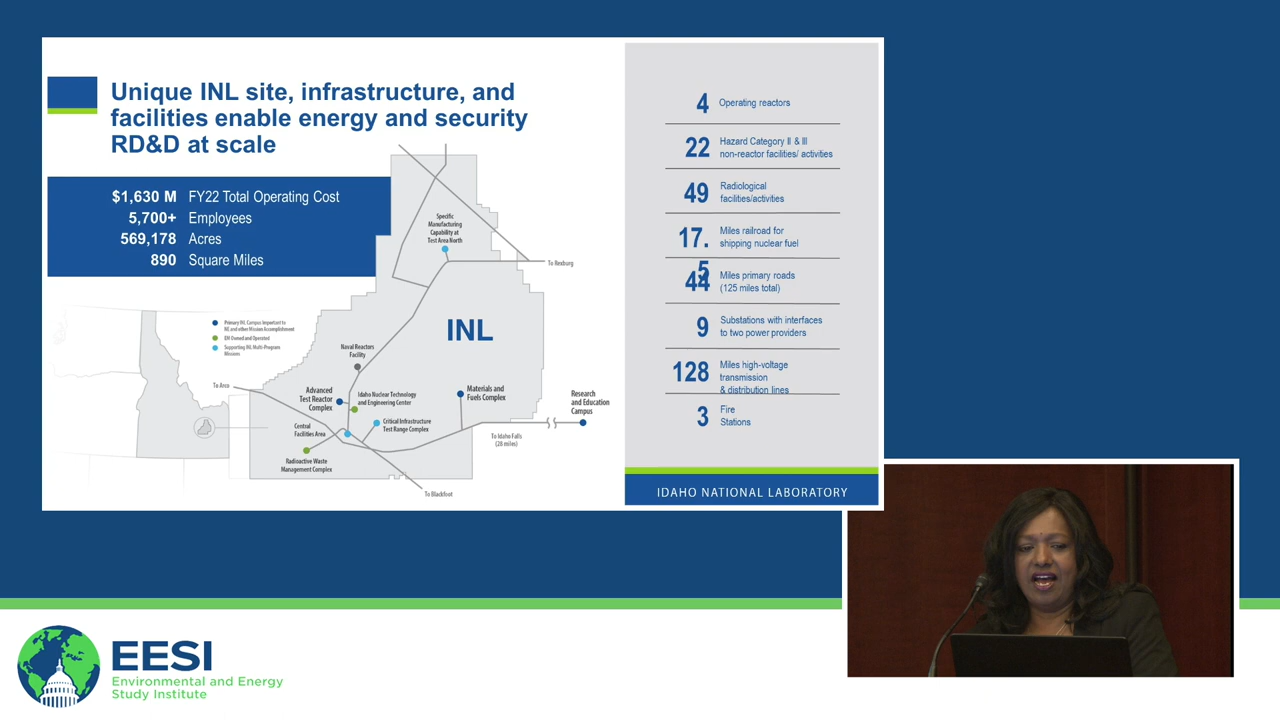 Unique INL site, infrastructure, and
facilities enable energy and security
RD&D at scale
$1,630 M FY22 Total Operating Cost
5,700+ Employees
569,178 Acres
890 Square Miles
Specific
Manufacturing
Capability at
Test Area North
To Rexburg
INL
Primary INL Campus Important to
NE and other Mission Accomplishment
EM Owned and Operated
Supporting INL Multi-Program
Missions
Naval Reactors
Facility
To Arco
Advanced
Test Reactor
Complex
Idaho Nuclear Technology
and Engineering Center
Materials and
Fuels Complex
Research
and Education
Campus
Central
Facilities Area
Critical Infrastructure
Test Range Complex
To Idaho Falls
(28 miles)
Radioactive Waste
Management Complex
To Blackfoot
4 Operating reactors
22 Hazard Category II & III
non-reactor facilities/ activities
49 Radiological
facilities/activities
17. Miles railroad for
shipping nuclear fuel
5
44 Miles primary roads
(125 miles total)
9 Substations with interfaces
to two power providers
128 Miles high-voltage
transmission
& distribution lines
3 Fire
Stations
IDAHO NATIONAL LABORATORY
EESI
Environmental and Energy
Study Institute